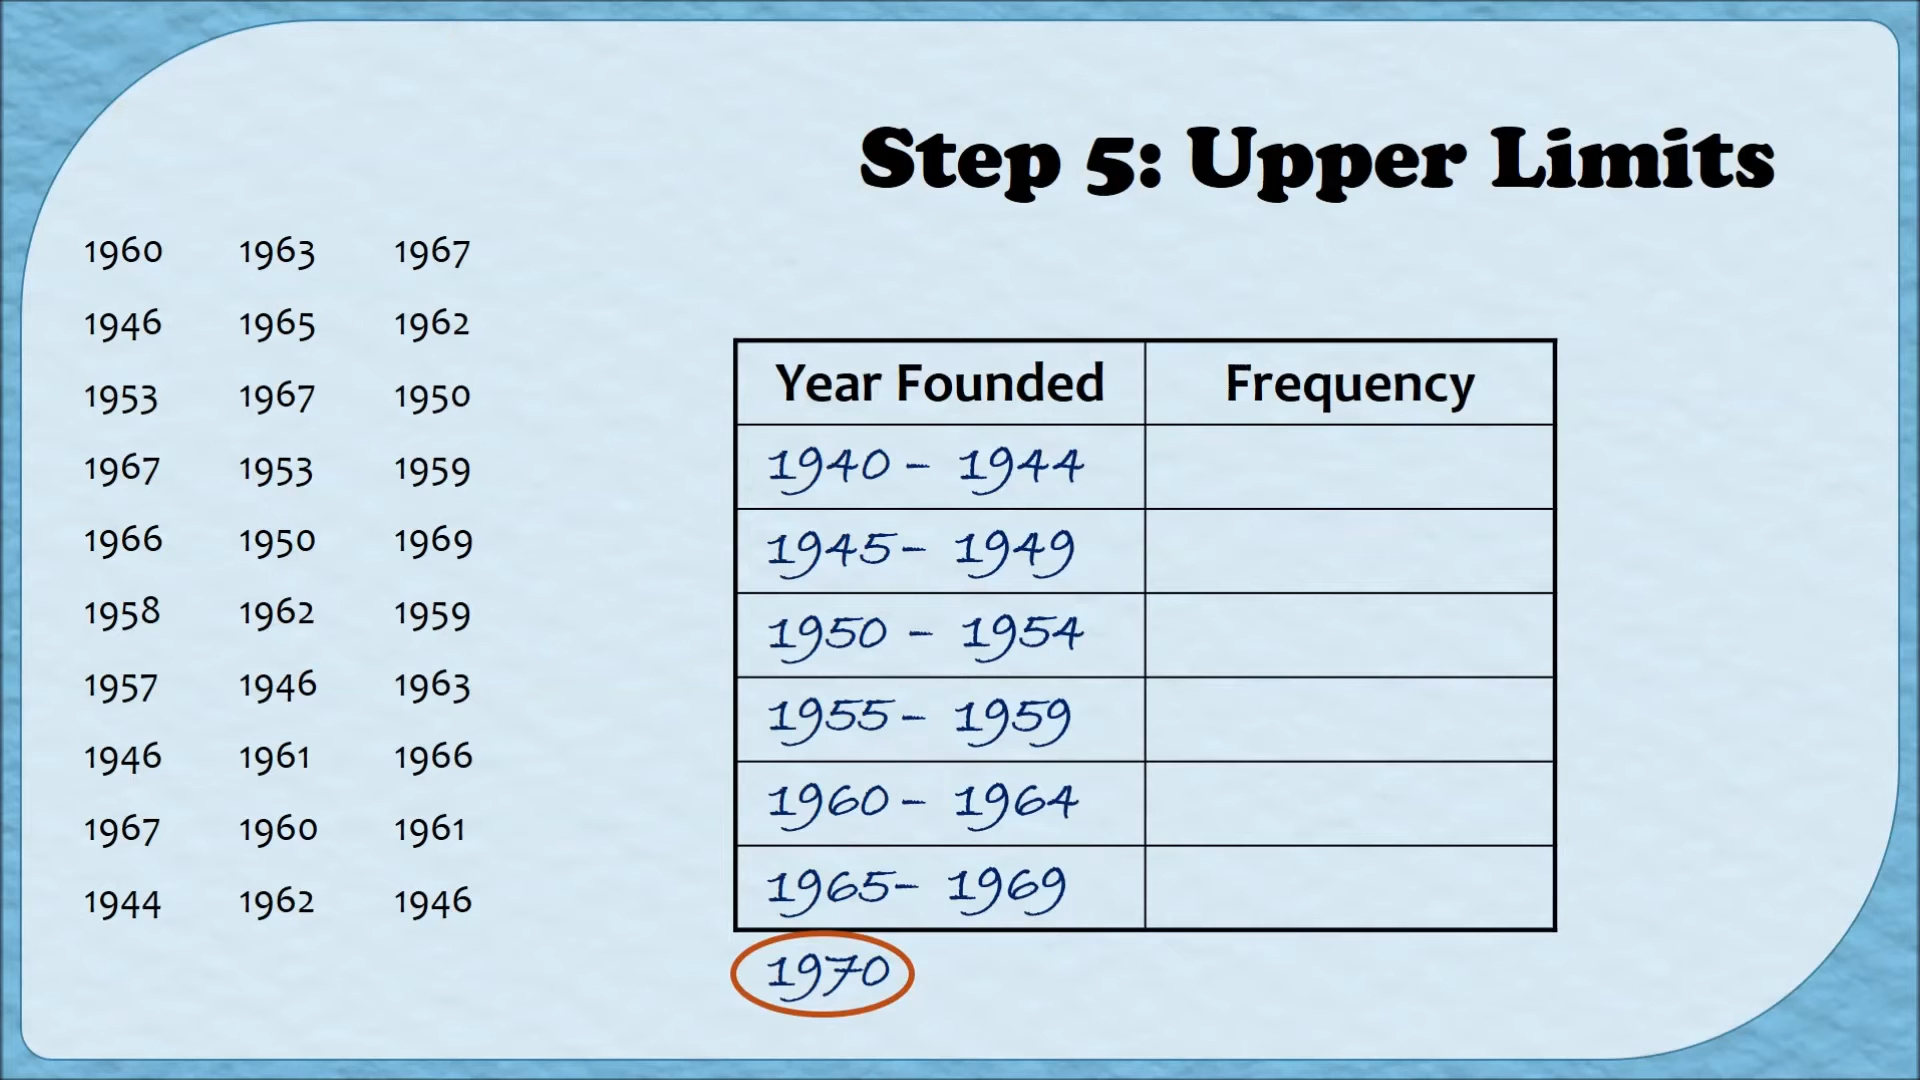 Step 5: Upper Limits
1960 1963 1967
1946 1965 1962
1953 1967 1950
1967 1953 1959
1966 1950 1969
1958 1962 1959
1957 1946 1963
1946 1961 1966
1967 1960 1961
1944 1962 1946
Year Founded Frequency
1940 - 1944
1945 - 1949
1950 - 1954
1955 - 1959
1960 - 1964
1965 - 1969
1970